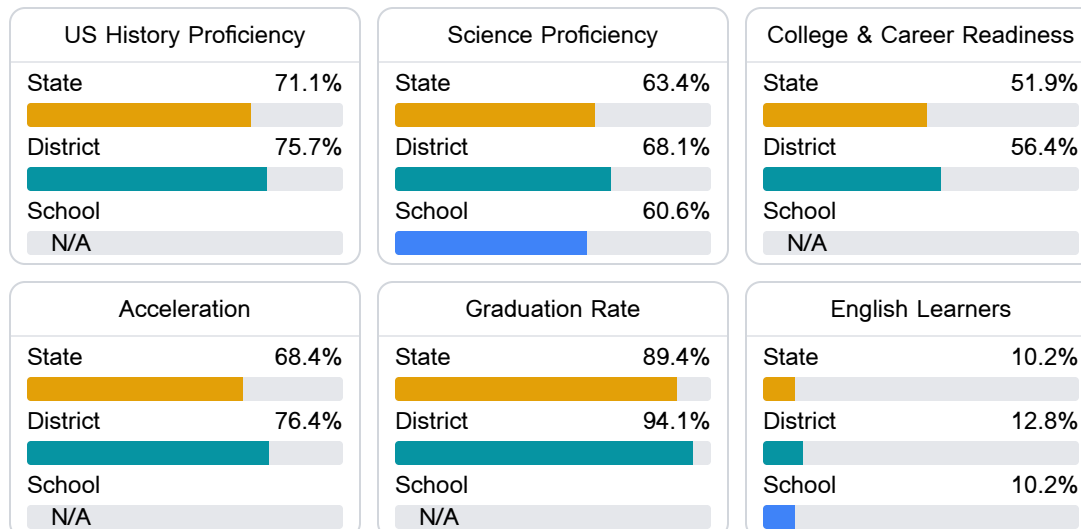 US History Proficiency
State 71.1%
District 75.7%
School
N/A
Science Proficiency
State 63.4%
District 68.1%
School 60.6%
College & Career Readiness
State 51.9%
District 56.4%
School
N/A
Acceleration
State 68.4%
District 76.4%
School
N/A
Graduation Rate
State 89.4%
District 94.1%
School
N/A
English Learners
State 10.2%
District 12.8%
School 10.2%